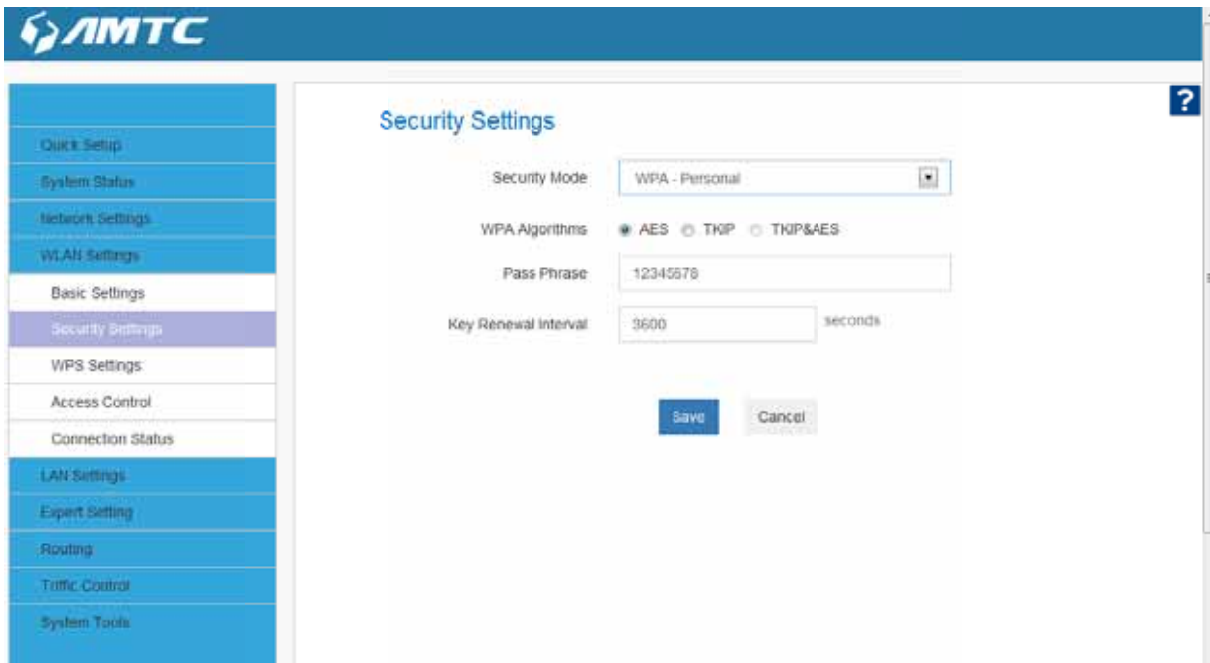 AMTC
?
Quick Setup
System Status
Network Settings
WLAN Settings
Basic Settings
Security Settings
WPS Settings
Access Control
Connection Status
LAN Settings
Expert Setting
Routing
Triffic Control
System Tools
Security Settings
Security Mode WPA - Personal
WPA Algorithms AES TKIP TKIP&AES
Pass Phrase 12345678
Key Renewal Interval 3600 seconds
Save Cancel